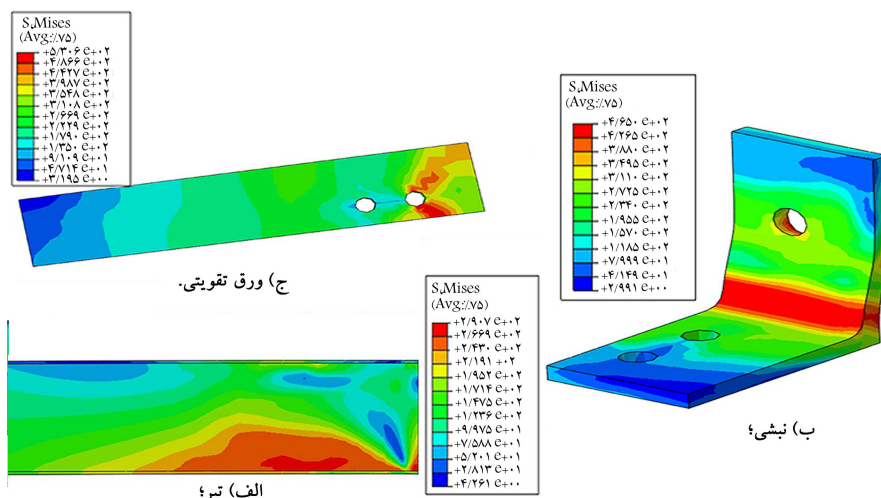 S,Mises
(Avg:٪۷۵)
+۵/۳۰۶ e+۰۲
+۴/۸۶۶ e+۰۲
+۴/۴۲۷ e+۰۲
+۳/۹۸۷ e+۰۲
+۳/۵۴۸ e+۰۲
+۳/۱۰۸ e+۰۲
+۲/۶۶۹ e+۰۲
+۲/۲۲۹ e+۰۲
+۱/۷۹۰ e+۰۲
+۱/۳۵۰ e+۰۲
+۹/۱۰۹ e+۰۱
+۴/۷۱۴ e+۰۱
+۳/۱۹۵ e+۰۰
ج) ورق تقویتی.
S,Mises
(Avg:٪۷۵)
+۴/۶۵۰ e+۰۲
+۴/۲۶۵ e+۰۲
+۳/۸۸۰ e+۰۲
+۳/۴۹۵ e+۰۲
+۳/۱۱۰ e+۰۲
+۲/۷۲۵ e+۰۲
+۲/۳۴۰ e+۰۲
+۱/۹۵۵ e+۰۲
+۱/۵۷۰ e+۰۲
+۱/۱۸۵ e+۰۲
+۷/۹۹۹ e+۰۱
+۴/۱۴۹ e+۰۱
+۲/۹۹۱ e+۰۰
ب) نبشی؛
S,Mises
(Avg:٪۷۵)
+۲/۹۰۷ e+۰۲
+۲/۶۶۹ e+۰۲
+۲/۴۳۰ e+۰۲
+۲/۱۹۱ +۰۲
+۱/۹۵۲ e+۰۲
+۱/۷۱۴ e+۰۲
+۱/۴۷۵ e+۰۲
+۱/۲۳۶ e+۰۲
+۹/۹۷۵ e+۰۱
+۷/۵۸۸ e+۰۱
+۵/۲۰۱ e+۰۱
+۲/۸۱۳ e+۰۱
+۴/۲۶۱ e+۰۰
الف) تیر؛